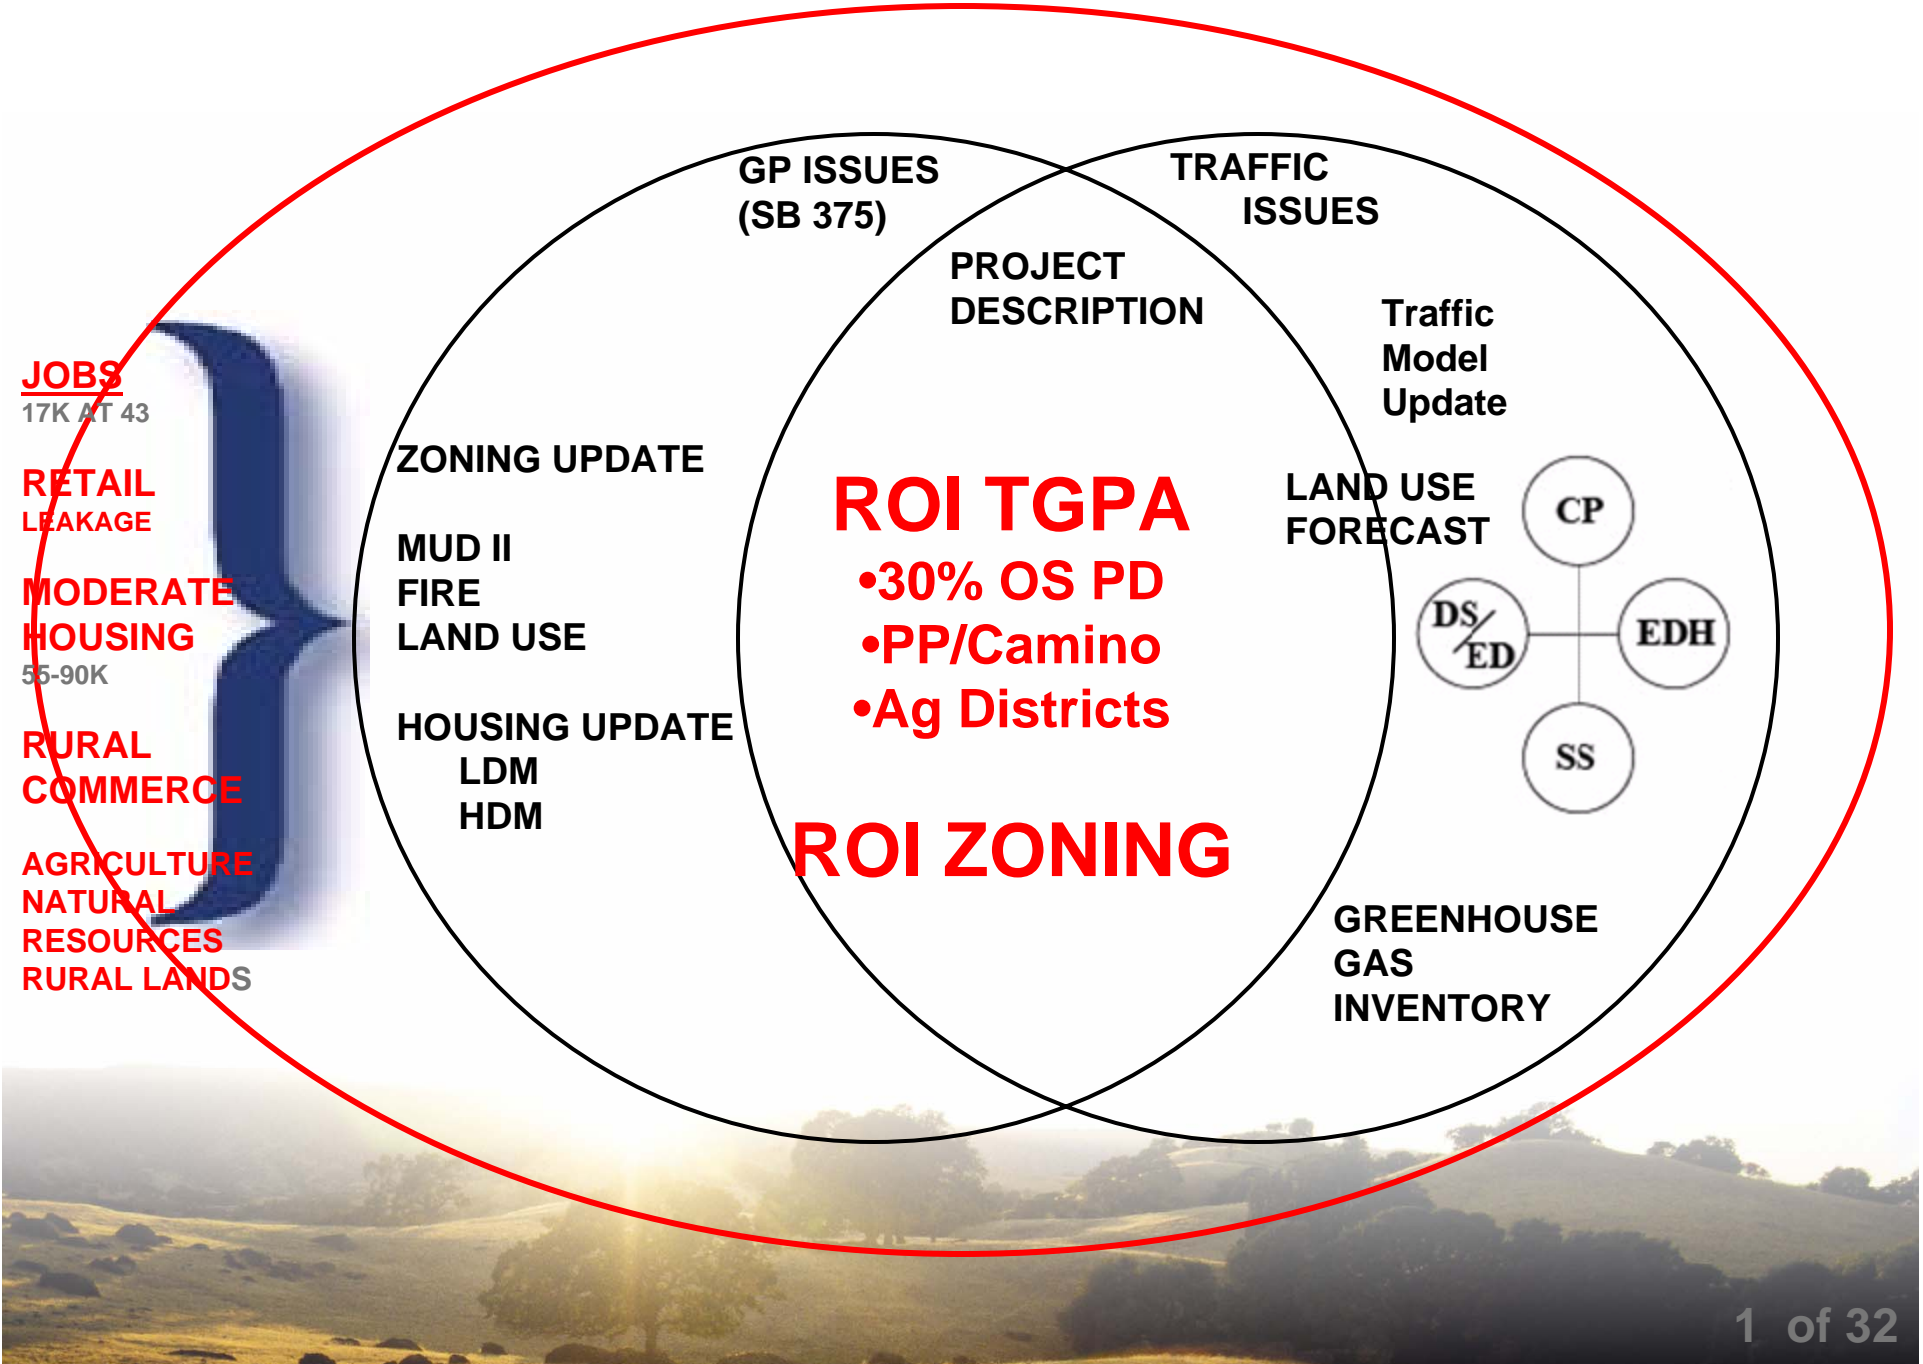 GP ISSUES
(SB 375)
TRAFFIC
ISSUES
PROJECT
DESCRIPTION
Traffic
Model
Update
JOBS
17K AT 43
RETAIL
LEAKAGE
MODERATE
HOUSING
55-90K
RURAL
COMMERCE
AGRICULTURE
NATURAL
RESOURCES
RURAL LANDS
ZONING UPDATE
MUD II
FIRE
LAND USE
HOUSING UPDATE
LDM
HDM
ROI TGPA
•30% OS PD
•PP/Camino
•Ag Districts
ROI ZONING
LAND USE
FORECAST
CP
DS/
ED
EDH
SS
GREENHOUSE
GAS
INVENTORY
1 of 32